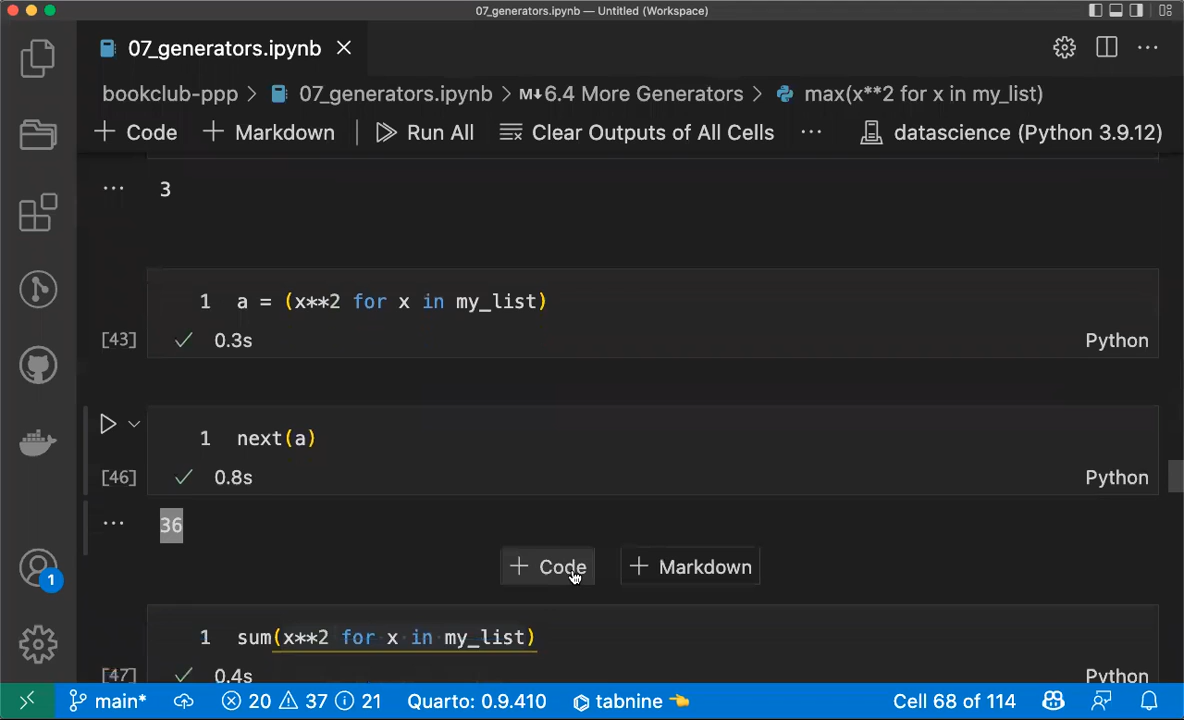 07_generators.ipynb — Untitled (Workspace)
07_generators.ipynb
bookclub-ppp > 07_generators.ipynb > M↓6.4 More Generators > max(x**2 for x in my_list)
+ Code + Markdown | Run All Clear Outputs of All Cells ··· datascience (Python 3.9.12)
··· 3
1 a = (x**2 for x in my_list)
[43] ✓ 0.3s Python
1 next(a)
[46] ✓ 0.8s Python
··· 36
+ Code + Markdown
1 sum(x**2 for x in my_list)
[47] ✓ 0.4s Python
1
main* 20 37 21 Quarto: 0.9.410 tabnine 👈 Cell 68 of 114